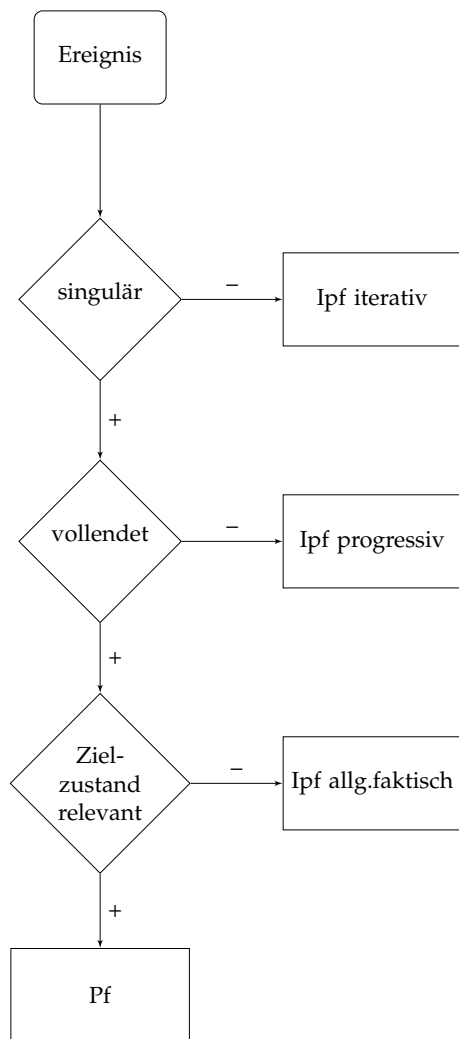 Ereignis
singulär
–
Ipf iterativ
+
vollendet
–
Ipf progressiv
+
Ziel-
zustand
relevant
–
Ipf allg.faktisch
+
Pf